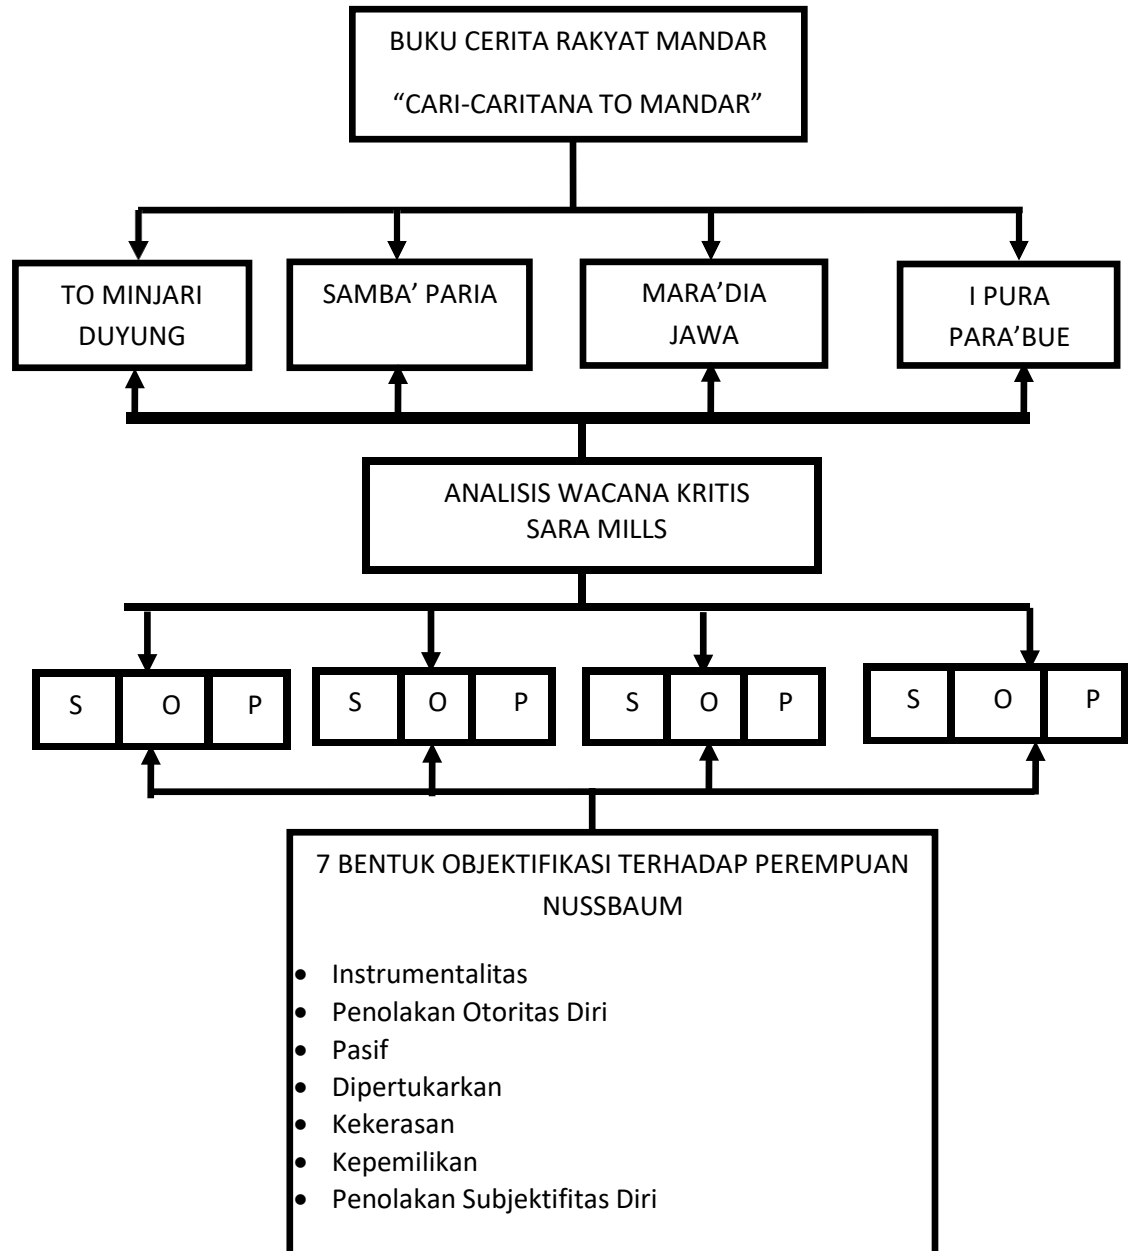 BUKU CERITA RAKYAT MANDAR
“CARI-CARITANA TO MANDAR”
TO MINJARI
DUYUNG
SAMBA’ PARIA
MARA’DIA
JAWA
I PURA
PARA’BUE
ANALISIS WACANA KRITIS
SARA MILLS
S O P
S O P
S O P
S O P
7 BENTUK OBJEKTIFIKASI TERHADAP PEREMPUAN
NUSSBAUM
• Instrumentalitas
• Penolakan Otoritas Diri
• Pasif
• Dipertukarkan
• Kekerasan
• Kepemilikan
• Penolakan Subjektifitas Diri